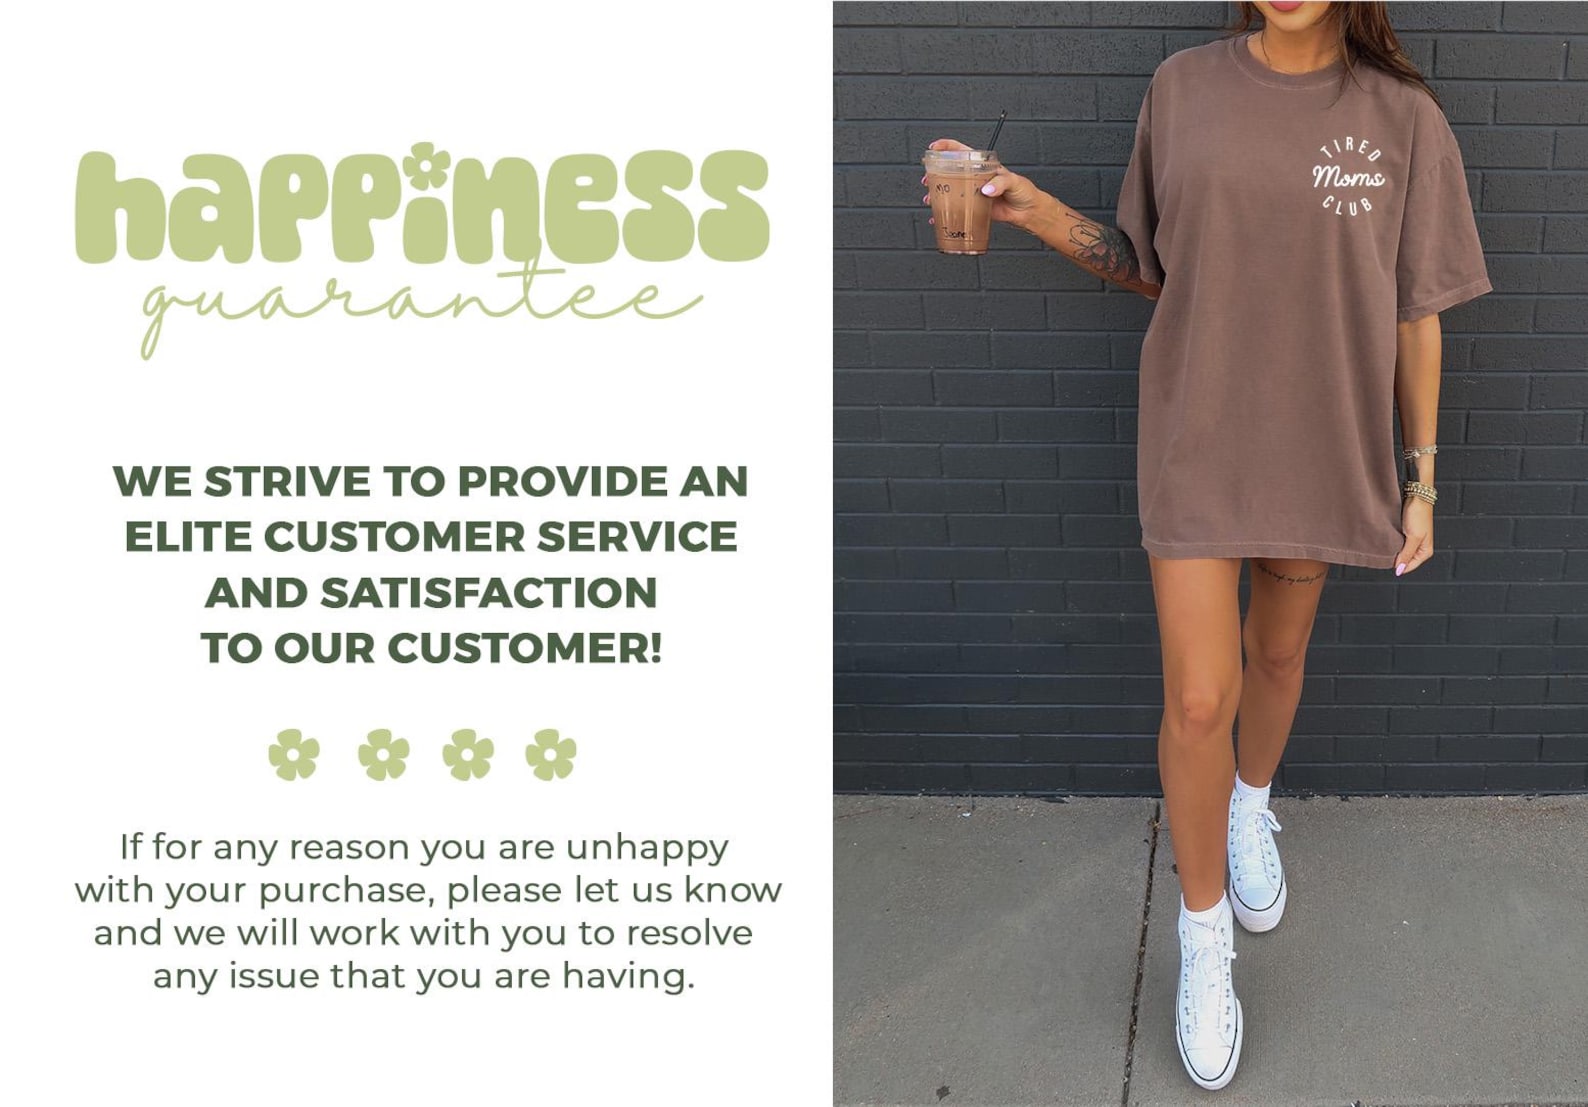 happiness
guarantee
WE STRIVE TO PROVIDE AN
ELITE CUSTOMER SERVICE
AND SATISFACTION
TO OUR CUSTOMER!
If for any reason you are unhappy
with your purchase, please let us know
and we will work with you to resolve
any issue that you are having.
TIRED
Moms
CLUB